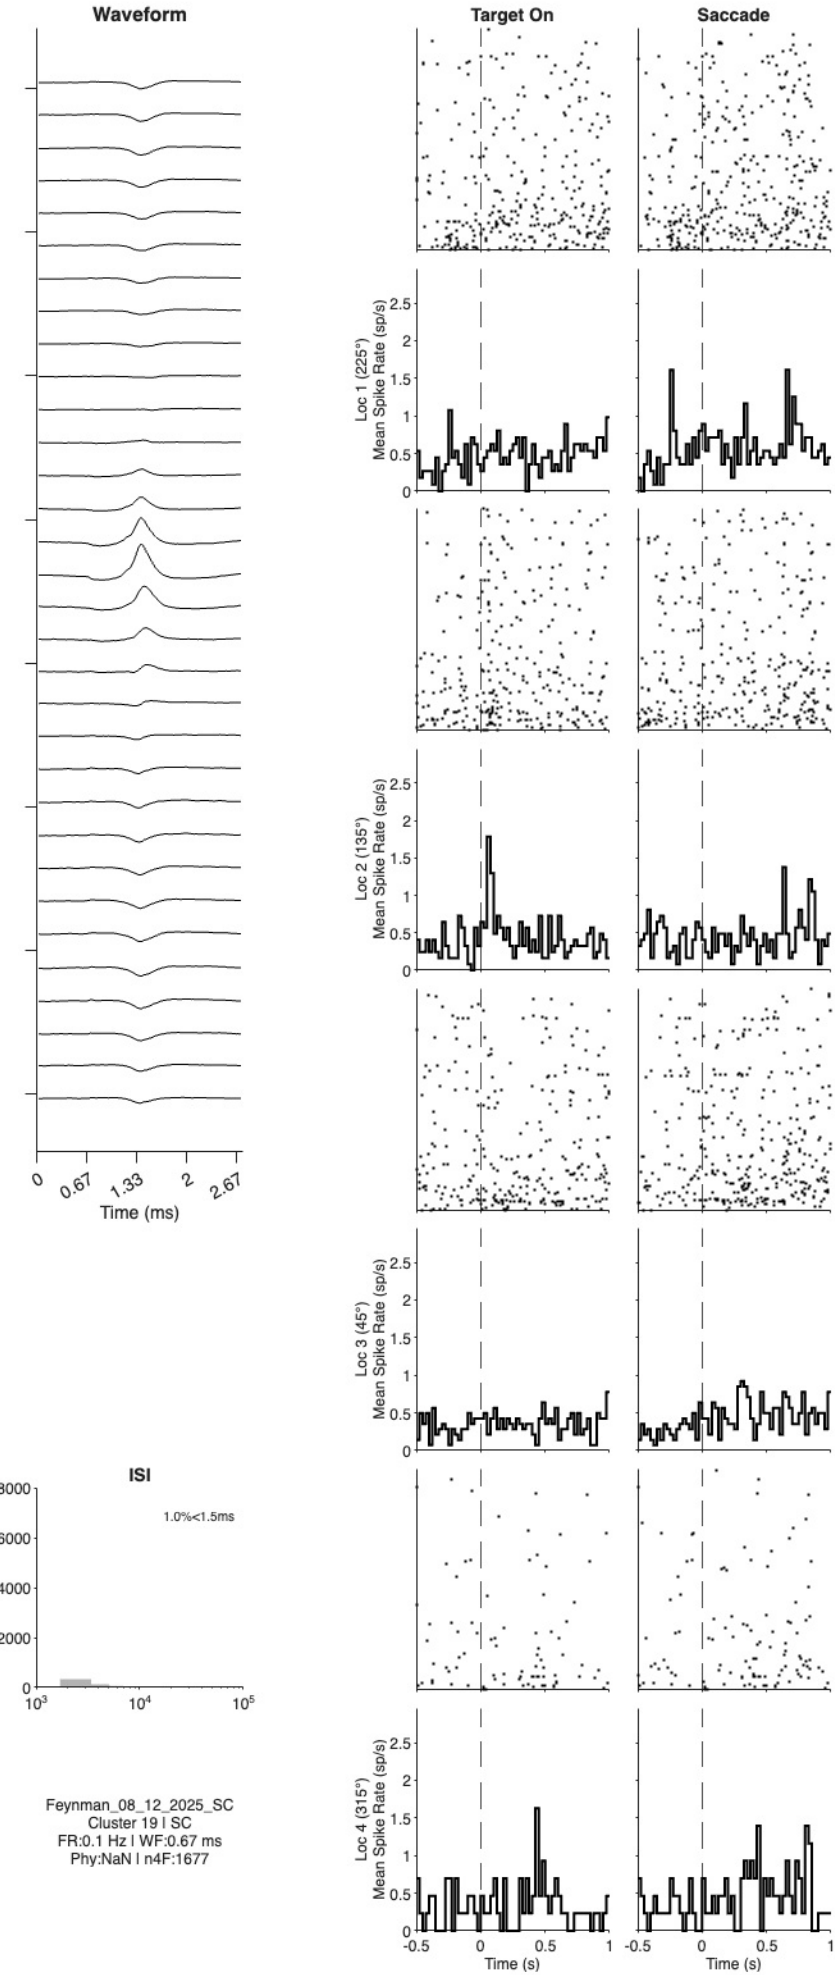 Waveform
0
0.67
1.33
2
2.67
Time (ms)
ISI
8000
6000
4000
2000
0
1.0%<1.5ms
10³
10⁴
10⁵
Feynman_08_12_2025_SC
Cluster 19 | SC
FR:0.1 Hz | WF:0.67 ms
Phy:NaN | n4F:1677
Target On
Saccade
Loc 1 (225°)
Mean Spike Rate (sp/s)
2.5
2
1.5
1
0.5
0
Loc 2 (135°)
Mean Spike Rate (sp/s)
2.5
2
1.5
1
0.5
0
Loc 3 (45°)
Mean Spike Rate (sp/s)
2.5
2
1.5
1
0.5
0
Loc 4 (315°)
Mean Spike Rate (sp/s)
2.5
2
1.5
1
0.5
0
-0.5
0
0.5
1
Time (s)
-0.5
0
0.5
1
Time (s)